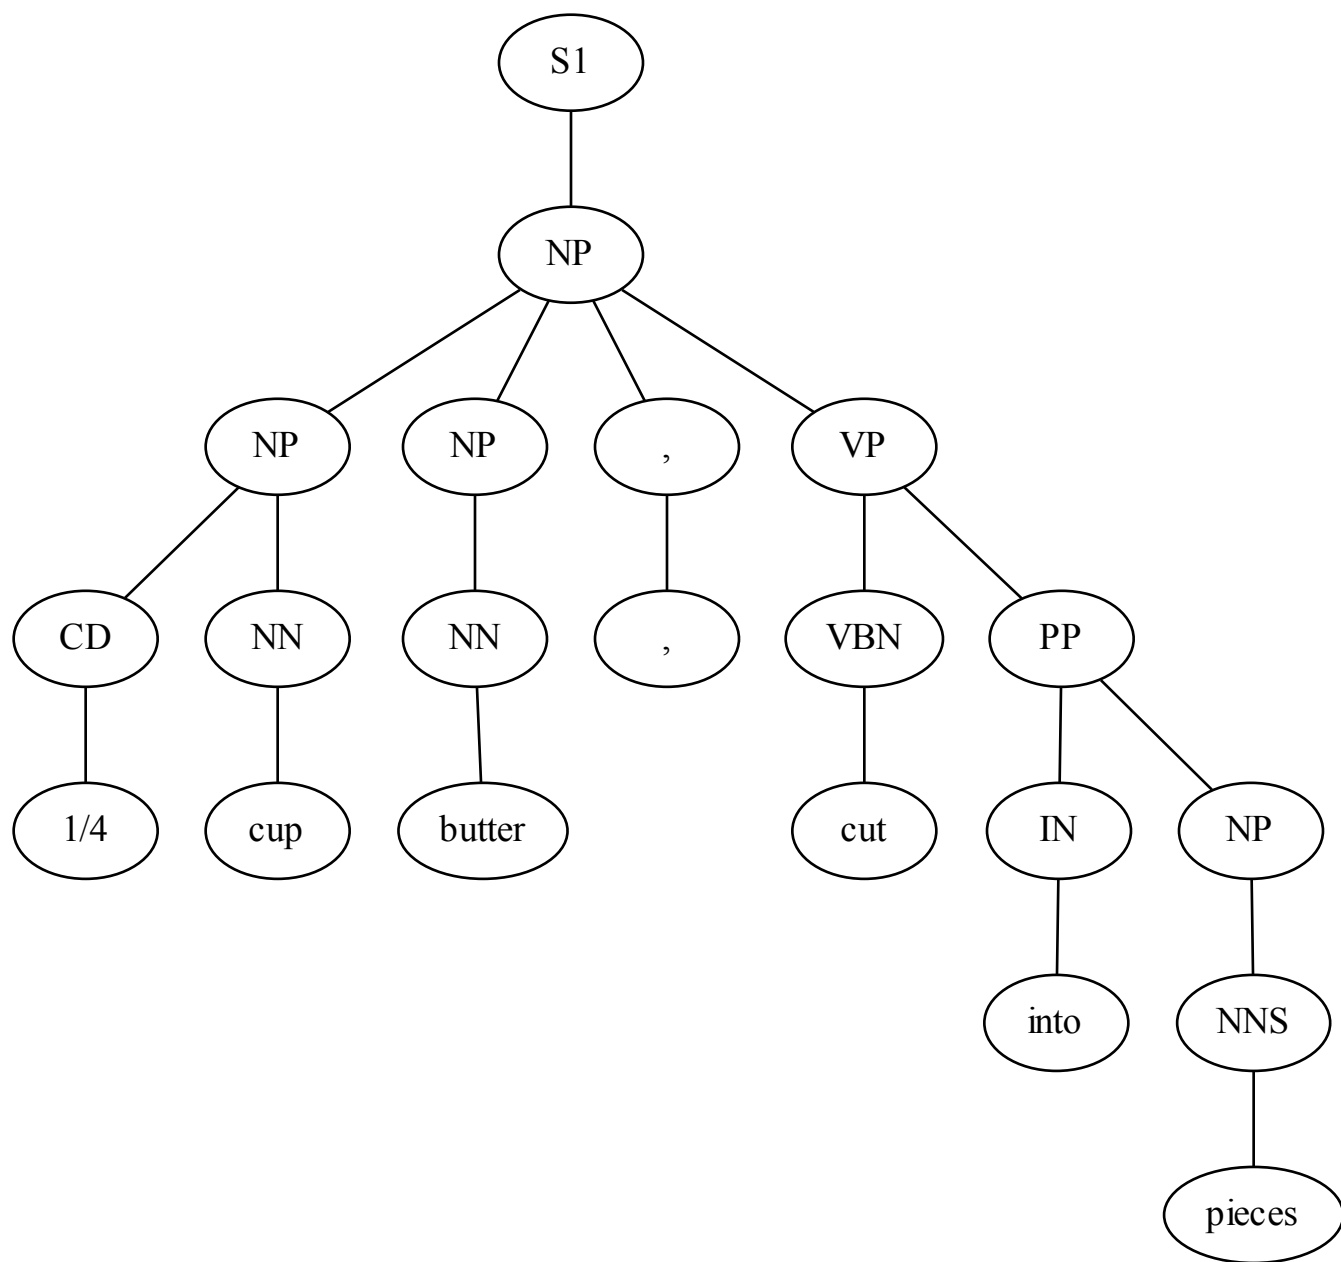 S1
NP
NP NP , VP
CD NN NN , VBN PP
1/4 cup butter cut IN NP
into NNS
pieces